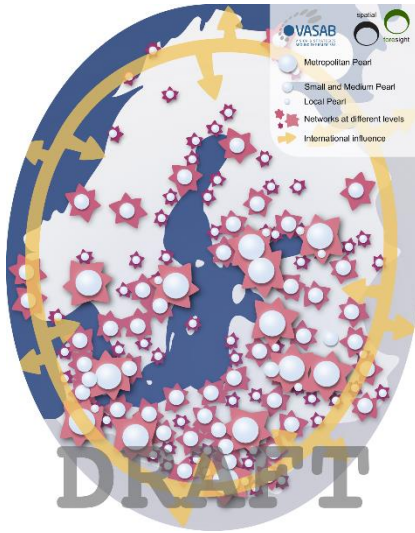 VASAB
spatial
foresight
Metropolitan Pearl
Small and Medium Pearl
Local Pearl
Networks at different levels
International influence
DRAFT